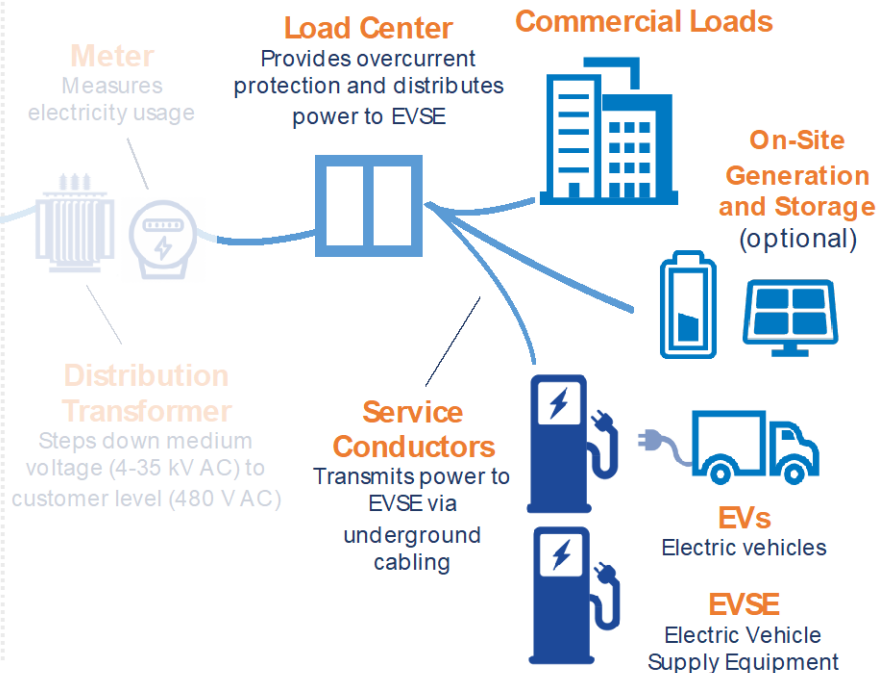 Meter
Measures
electricity usage
Load Center
Provides overcurrent
protection and distributes
power to EVSE
Commercial Loads
On-Site
Generation
and Storage
(optional)
Distribution
Transformer
Steps down medium
voltage (4-35 kV AC) to
customer level (480 V AC)
Service
Conductors
Transmits power to
EVSE via
underground
cabling
EVs
Electric vehicles
EVSE
Electric Vehicle
Supply Equipment